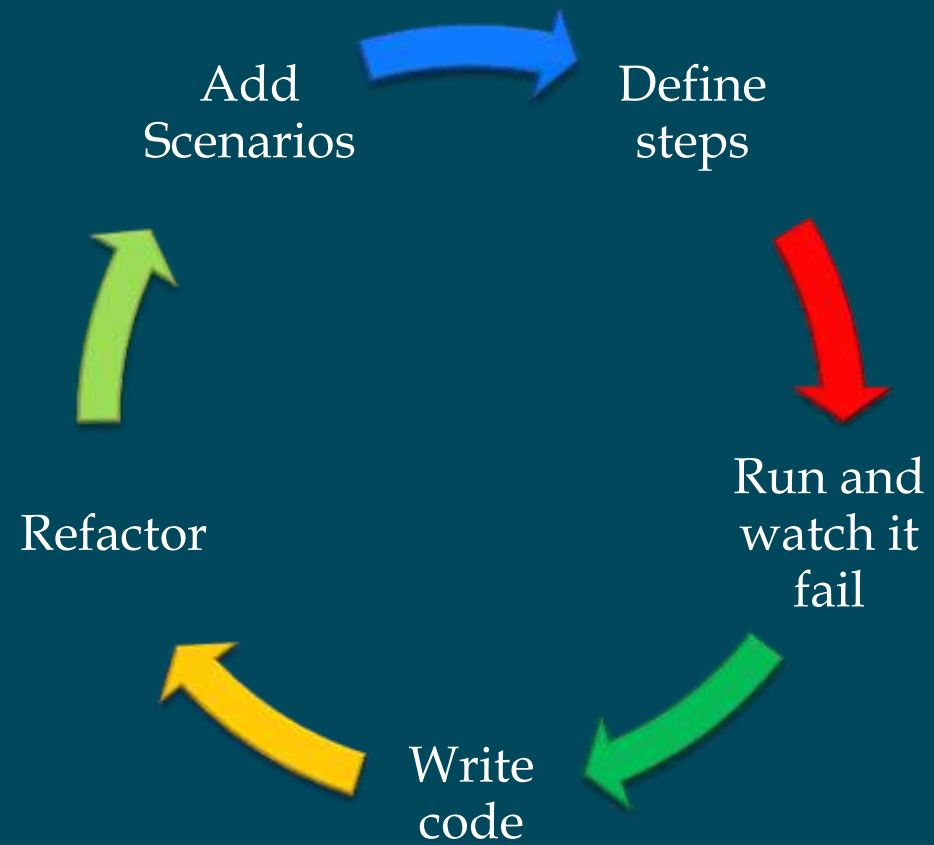 Add
Scenarios
Define
steps
Run and
watch it
fail
Write
code
Refactor